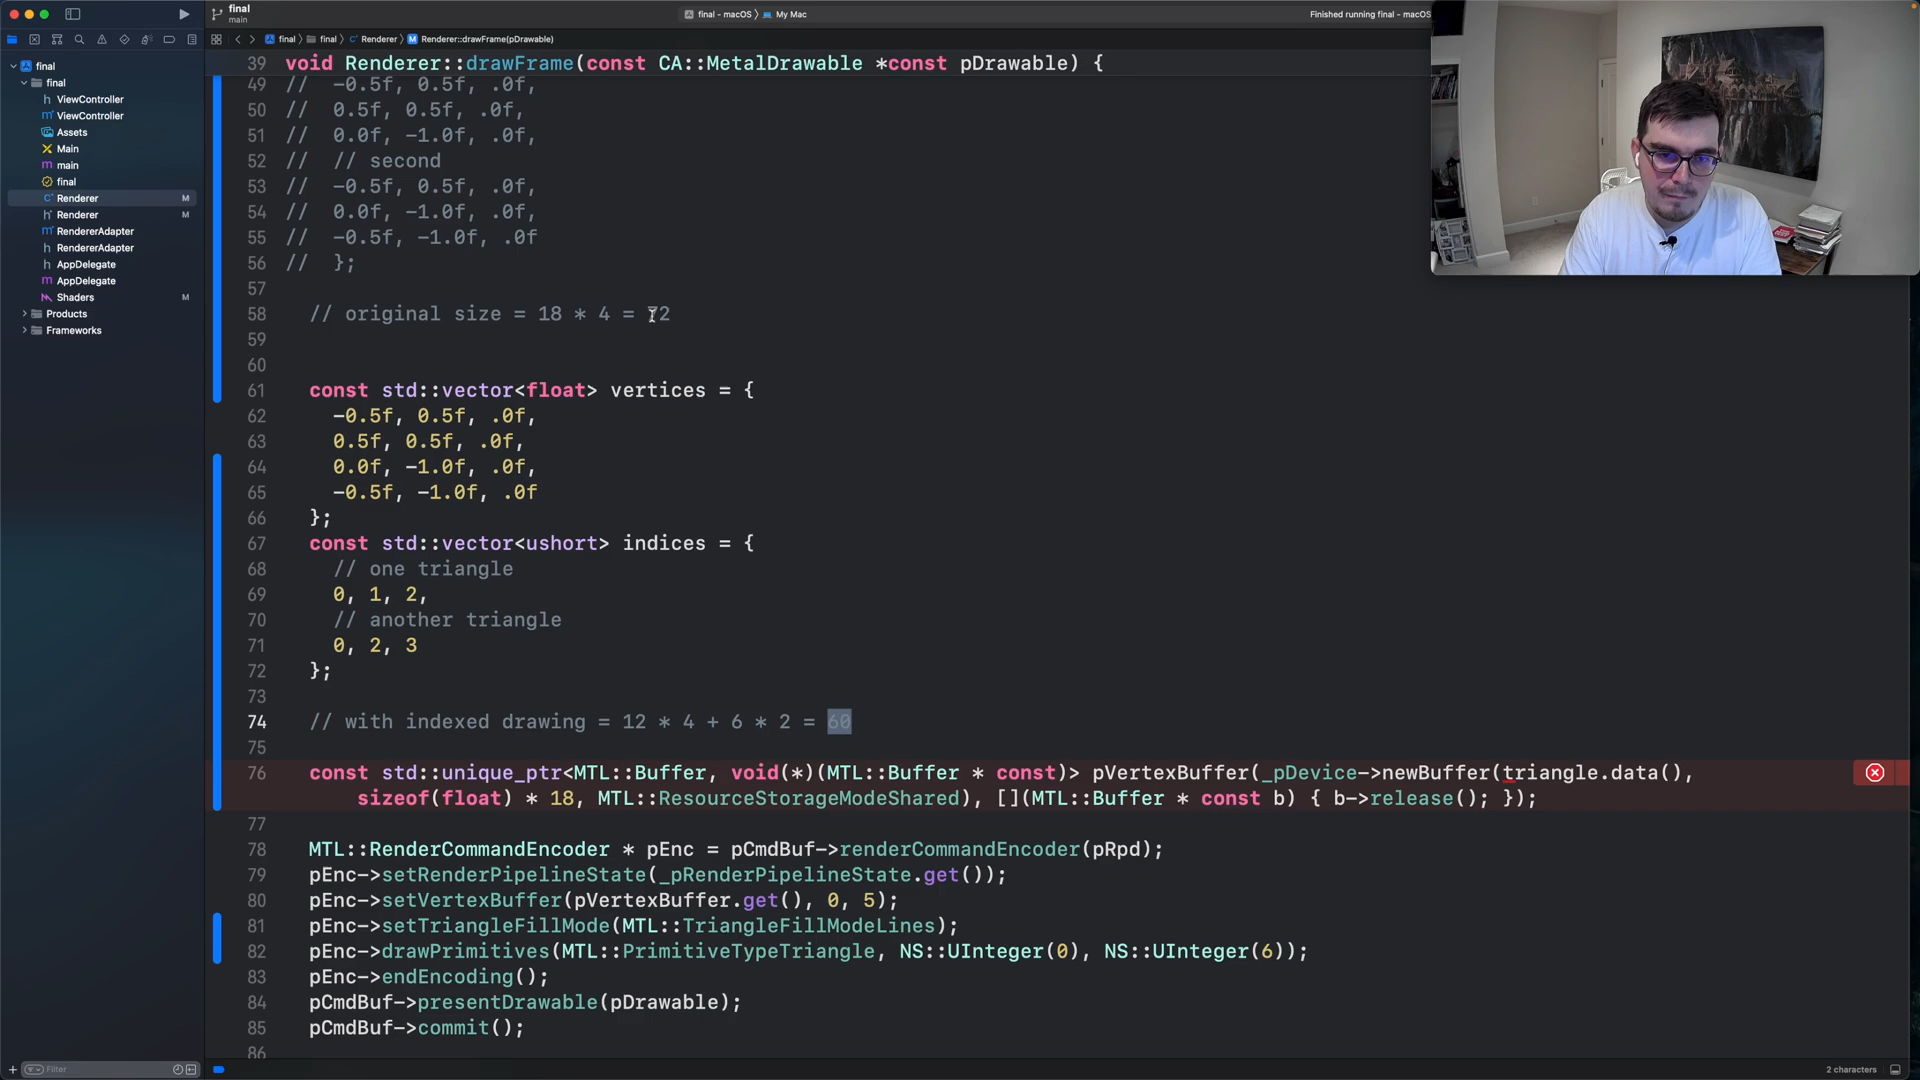 final
main
final – macOS 〉 My Mac
Finished running final – macOS
final 〉 final 〉 Renderer 〉 Renderer::drawFrame(pDrawable)
final
final
ViewController
ViewController
Assets
Main
main
final
Renderer M
Renderer M
RendererAdapter
RendererAdapter
AppDelegate
AppDelegate
Shaders M
Products
Frameworks
39 void Renderer::drawFrame(const CA::MetalDrawable *const pDrawable) {
49 // -0.5f, 0.5f, .0f,
50 // 0.5f, 0.5f, .0f,
51 // 0.0f, -1.0f, .0f,
52 // // second
53 // -0.5f, 0.5f, .0f,
54 // 0.0f, -1.0f, .0f,
55 // -0.5f, -1.0f, .0f
56 // };
57
58 // original size = 18 * 4 = 72
59
60
61 const std::vector<float> vertices = {
62 -0.5f, 0.5f, .0f,
63 0.5f, 0.5f, .0f,
64 0.0f, -1.0f, .0f,
65 -0.5f, -1.0f, .0f
66 };
67 const std::vector<ushort> indices = {
68 // one triangle
69 0, 1, 2,
70 // another triangle
71 0, 2, 3
72 };
73
74 // with indexed drawing = 12 * 4 + 6 * 2 = 60
75
76 const std::unique_ptr<MTL::Buffer, void(*)(MTL::Buffer * const)> pVertexBuffer(_pDevice->newBuffer(triangle.data(),
sizeof(float) * 18, MTL::ResourceStorageModeShared), [](MTL::Buffer * const b) { b->release(); });
77
78 MTL::RenderCommandEncoder * pEnc = pCmdBuf->renderCommandEncoder(pRpd);
79 pEnc->setRenderPipelineState(_pRenderPipelineState.get());
80 pEnc->setVertexBuffer(pVertexBuffer.get(), 0, 5);
81 pEnc->setTriangleFillMode(MTL::TriangleFillModeLines);
82 pEnc->drawPrimitives(MTL::PrimitiveTypeTriangle, NS::UInteger(0), NS::UInteger(6));
83 pEnc->endEncoding();
84 pCmdBuf->presentDrawable(pDrawable);
85 pCmdBuf->commit();
86
Filter
2 characters